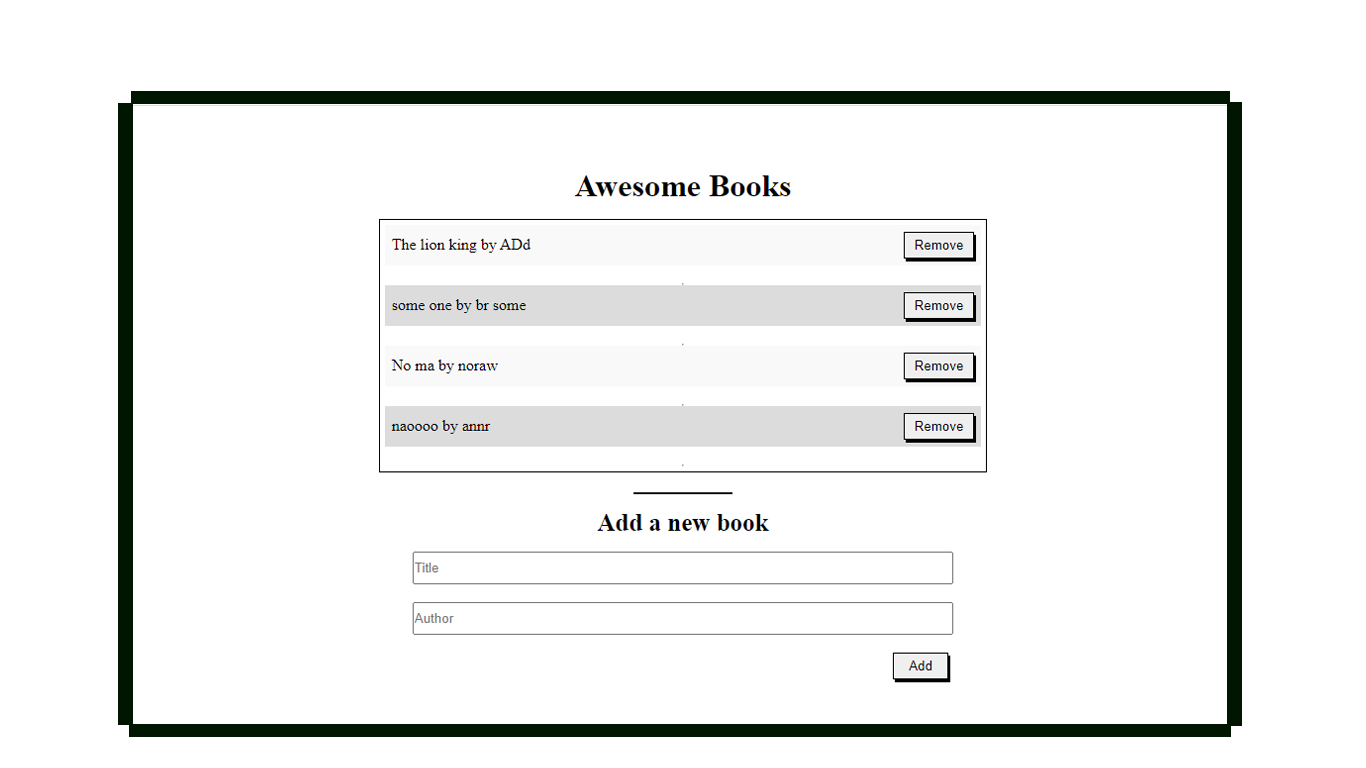 Awesome Books
The lion king by ADd Remove
some one by br some Remove
No ma by noraw Remove
naoooo by annr Remove
Add a new book
Title
Author
Add